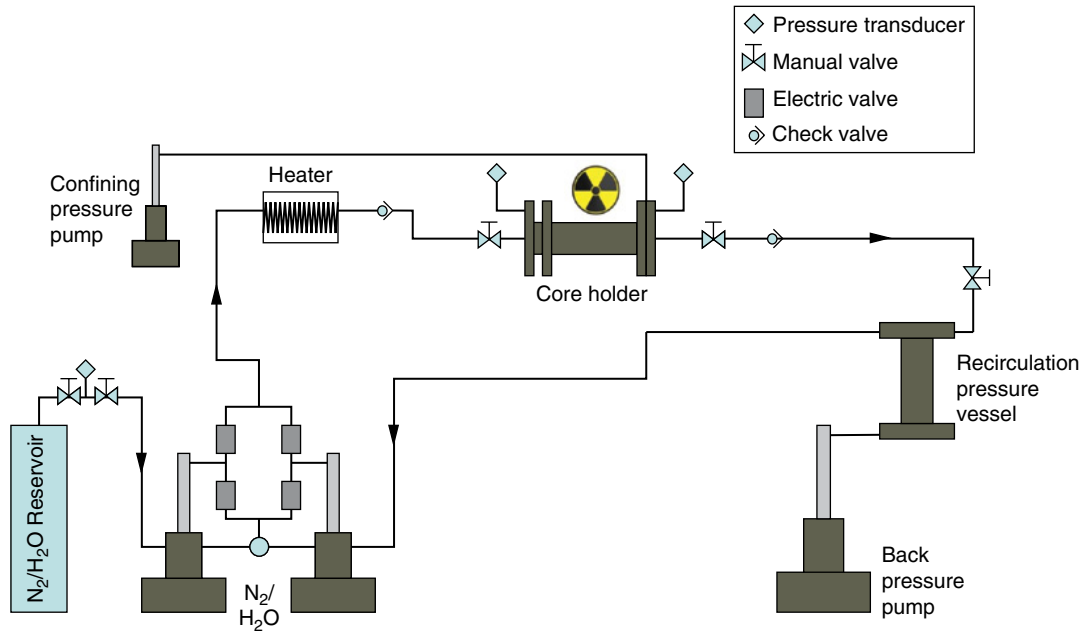 Pressure transducer
Manual valve
Electric valve
Check valve
Confining
pressure
pump
Heater
Core holder
Recirculation
pressure
vessel
N₂/H₂O Reservoir
N₂/
H₂O
Back
pressure
pump